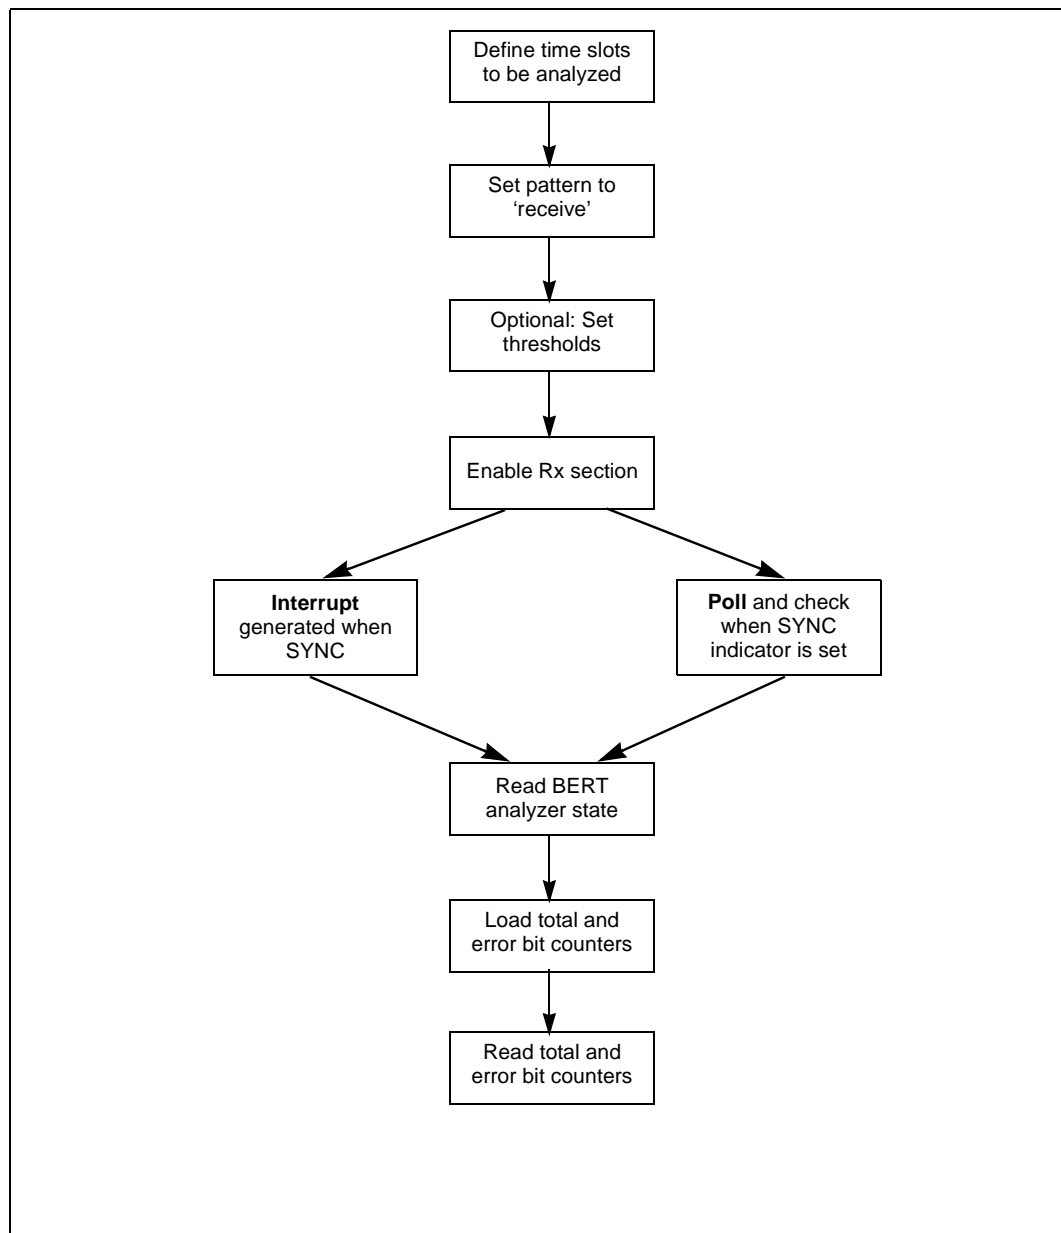 Define time slots
to be analyzed
Set pattern to
‘receive’
Optional: Set
thresholds
Enable Rx section
Interrupt
generated when
SYNC
Poll and check
when SYNC
indicator is set
Read BERT
analyzer state
Load total and
error bit counters
Read total and
error bit counters